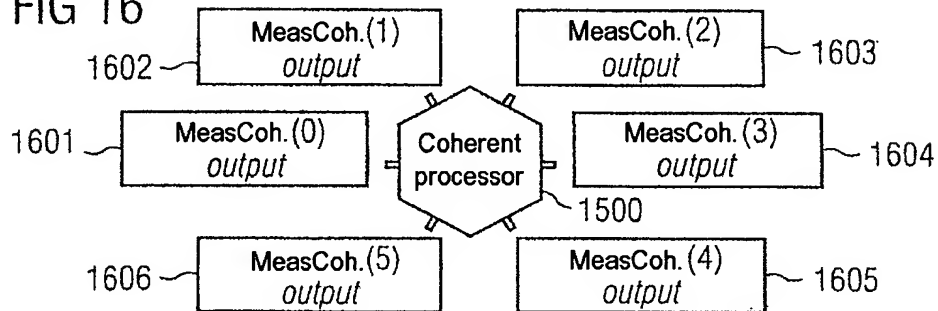 FIG 16
MeasCoh.(1)
output
1602
MeasCoh.(2)
output
1603
1601
MeasCoh.(0)
output
Coherent
processor
1500
MeasCoh.(3)
output
1604
1606
MeasCoh.(5)
output
MeasCoh.(4)
output
1605